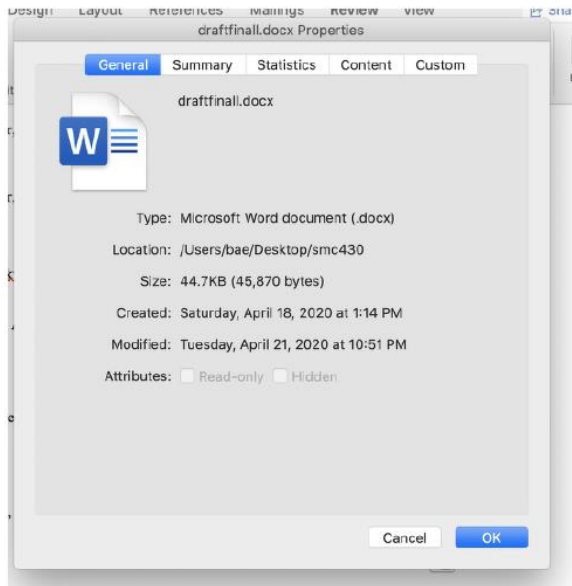 Design Layout References Mailings Review View Sha
draftfinall.docx Properties
General Summary Statistics Content Custom
draftfinall.docx
W
Type: Microsoft Word document (.docx)
Location: /Users/bae/Desktop/smc430
Size: 44.7KB (45,870 bytes)
Created: Saturday, April 18, 2020 at 1:14 PM
Modified: Tuesday, April 21, 2020 at 10:51 PM
Attributes: Read-only Hidden
Cancel OK